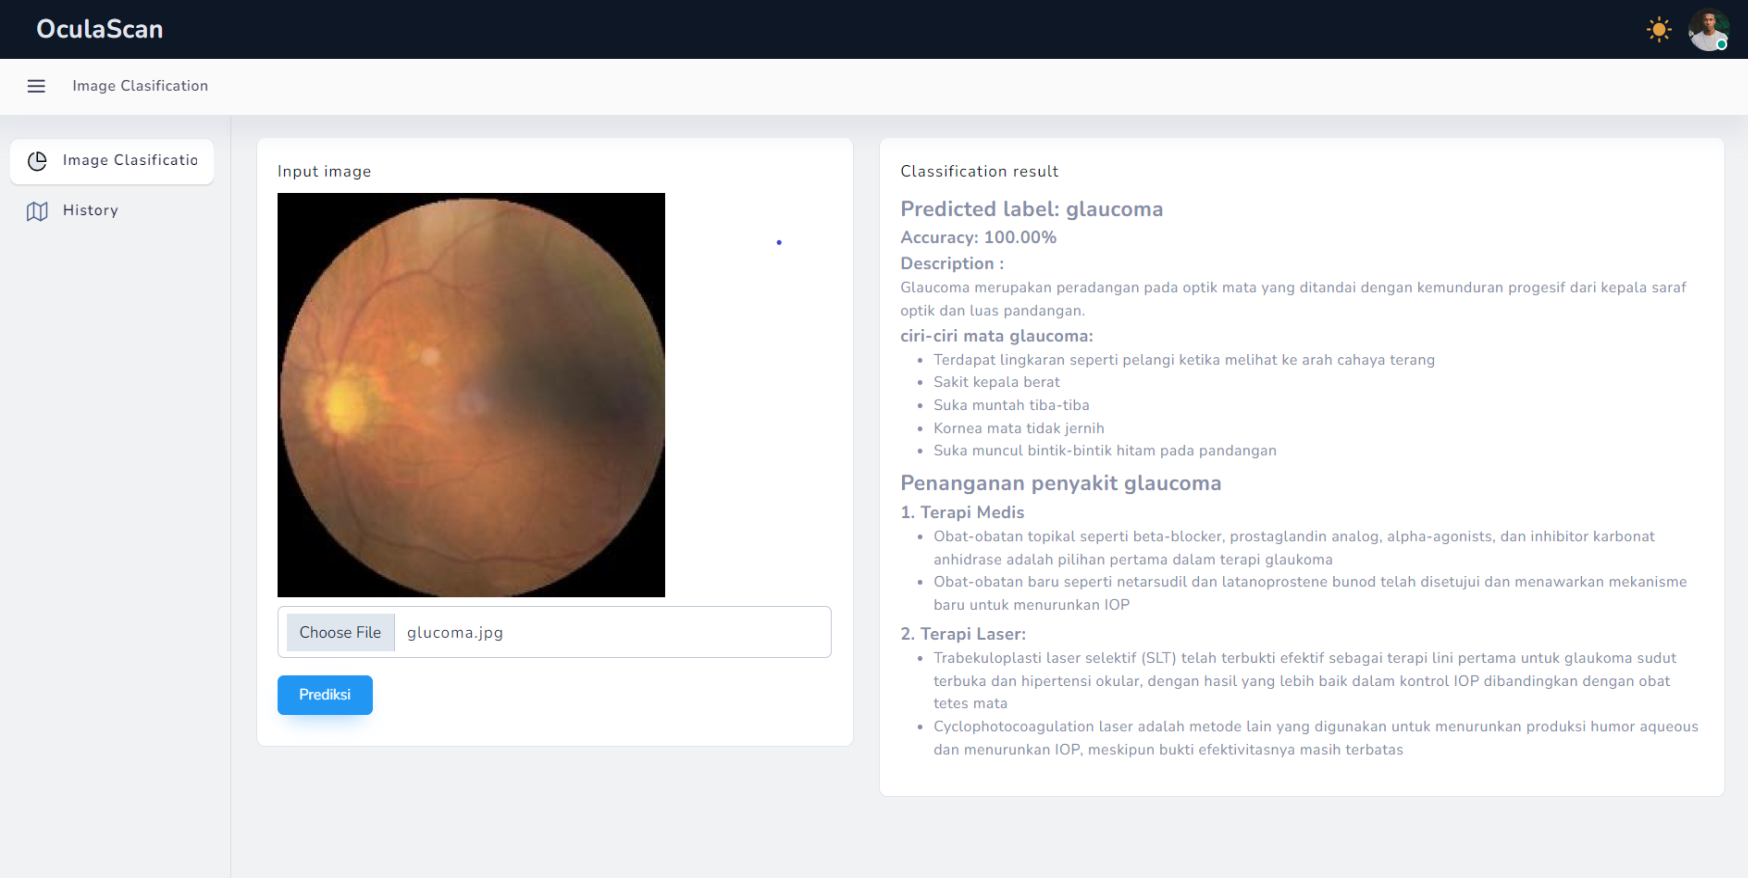 OculaScan
Image Clasification
Image Clasificatio
History
Input image
Choose File glucoma.jpg
Prediksi
Classification result
Predicted label: glaucoma
Accuracy: 100.00%
Description :
Glaucoma merupakan peradangan pada optik mata yang ditandai dengan kemunduran progesif dari kepala saraf
optik dan luas pandangan.
ciri-ciri mata glaucoma:
• Terdapat lingkaran seperti pelangi ketika melihat ke arah cahaya terang
• Sakit kepala berat
• Suka muntah tiba-tiba
• Kornea mata tidak jernih
• Suka muncul bintik-bintik hitam pada pandangan
Penanganan penyakit glaucoma
1. Terapi Medis
• Obat-obatan topikal seperti beta-blocker, prostaglandin analog, alpha-agonists, dan inhibitor karbonat
anhidrase adalah pilihan pertama dalam terapi glaukoma
• Obat-obatan baru seperti netarsudil dan latanoprostene bunod telah disetujui dan menawarkan mekanisme
baru untuk menurunkan IOP
2. Terapi Laser:
• Trabekuloplasti laser selektif (SLT) telah terbukti efektif sebagai terapi lini pertama untuk glaukoma sudut
terbuka dan hipertensi okular, dengan hasil yang lebih baik dalam kontrol IOP dibandingkan dengan obat
tetes mata
• Cyclophotocoagulation laser adalah metode lain yang digunakan untuk menurunkan produksi humor aqueous
dan menurunkan IOP, meskipun bukti efektivitasnya masih terbatas